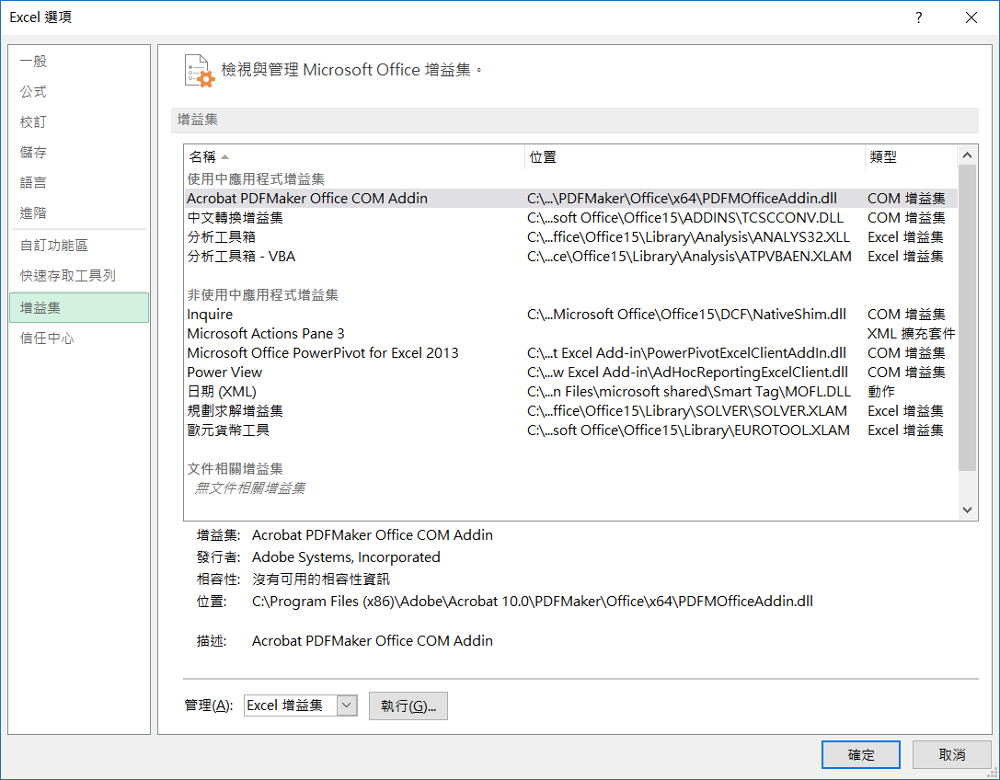 Excel 選項
?
一般
公式
校訂
儲存
語言
進階
自訂功能區
快速存取工具列
增益集
信任中心
檢視與管理 Microsoft Office 增益集。
增益集
名稱 位置 類型
使用中應用程式增益集
Acrobat PDFMaker Office COM Addin C:\...\PDFMaker\Office\x64\PDFMOfficeAddin.dll COM 增益集
中文轉換增益集 C:\...soft Office\Office15\ADDINS\TCSCCONV.DLL COM 增益集
分析工具箱 C:\...ffice\Office15\Library\Analysis\ANALYS32.XLL Excel 增益集
分析工具箱 - VBA C:\...ce\Office15\Library\Analysis\ATPVBAEN.XLAM Excel 增益集
非使用中應用程式增益集
Inquire C:\...Microsoft Office\Office15\DCF\NativeShim.dll COM 增益集
Microsoft Actions Pane 3 XML 擴充套件
Microsoft Office PowerPivot for Excel 2013 C:\...t Excel Add-in\PowerPivotExcelClientAddIn.dll COM 增益集
Power View C:\...w Excel Add-in\AdHocReportingExcelClient.dll COM 增益集
日期 (XML) C:\...n Files\microsoft shared\Smart Tag\MOFL.DLL 動作
規劃求解增益集 C:\...ffice\Office15\Library\SOLVER\SOLVER.XLAM Excel 增益集
歐元貨幣工具 C:\...soft Office\Office15\Library\EUROTOOL.XLAM Excel 增益集
文件相關增益集
無文件相關增益集
增益集: Acrobat PDFMaker Office COM Addin
發行者: Adobe Systems, Incorporated
相容性: 沒有可用的相容性資訊
位置: C:\Program Files (x86)\Adobe\Acrobat 10.0\PDFMaker\Office\x64\PDFMOfficeAddin.dll
描述: Acrobat PDFMaker Office COM Addin
管理(A): Excel 增益集 執行(G)...
確定 取消